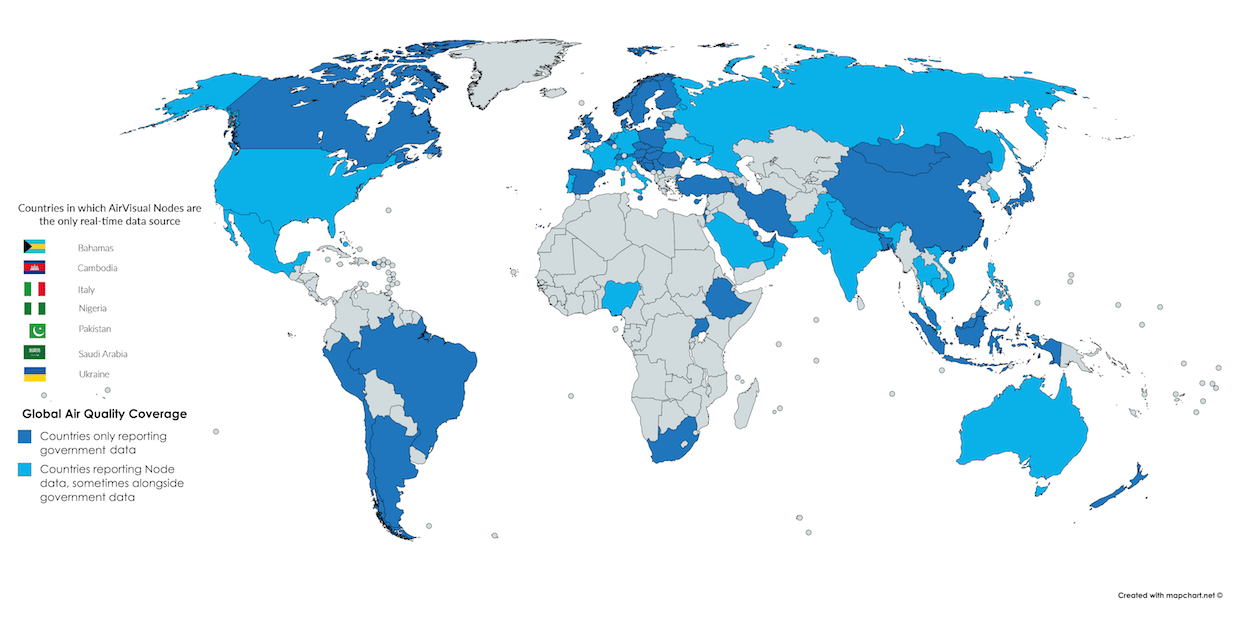 Countries in which AirVisual Nodes are
the only real-time data source
Bahamas
Cambodia
Italy
Nigeria
Pakistan
Saudi Arabia
Ukraine
Global Air Quality Coverage
Countries only reporting
government data
Countries reporting Node
data, sometimes alongside
government data
Created with mapchart.net ©